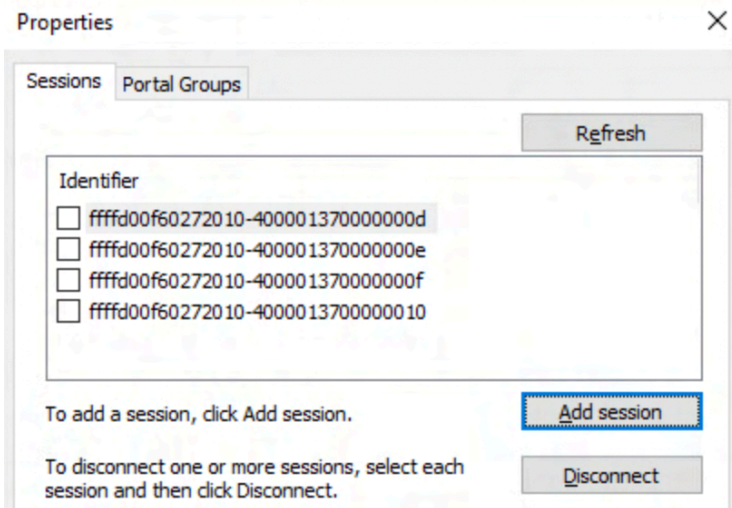 Properties
Sessions Portal Groups
Refresh
Identifier
ffffd00f60272010-400001370000000d
ffffd00f60272010-400001370000000e
ffffd00f60272010-400001370000000f
ffffd00f60272010-4000013700000010
To add a session, click Add session.
Add session
To disconnect one or more sessions, select each
session and then click Disconnect.
Disconnect